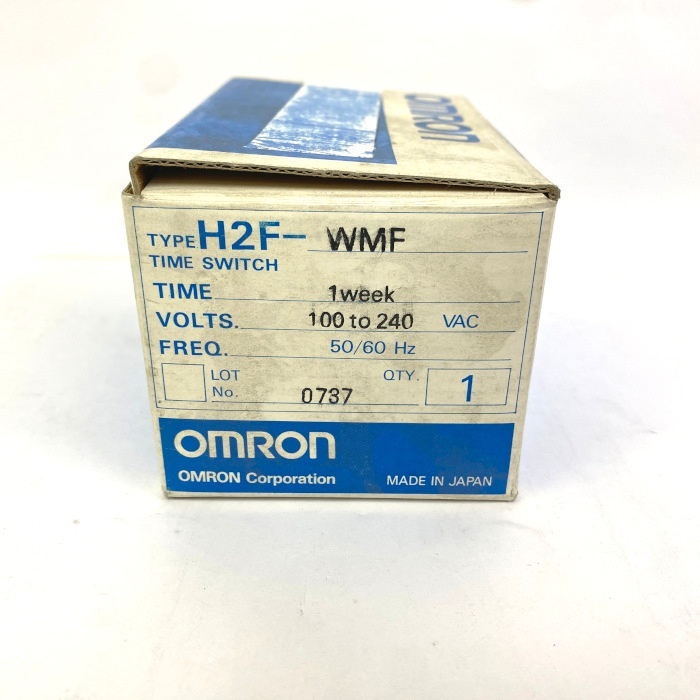 OMRON
TYPE H2F- WMF
TIME SWITCH
TIME 1week
VOLTS. 100 to 240 VAC
FREQ. 50/60 Hz
LOT No. 0737 QTY. 1
OMRON
OMRON Corporation MADE IN JAPAN